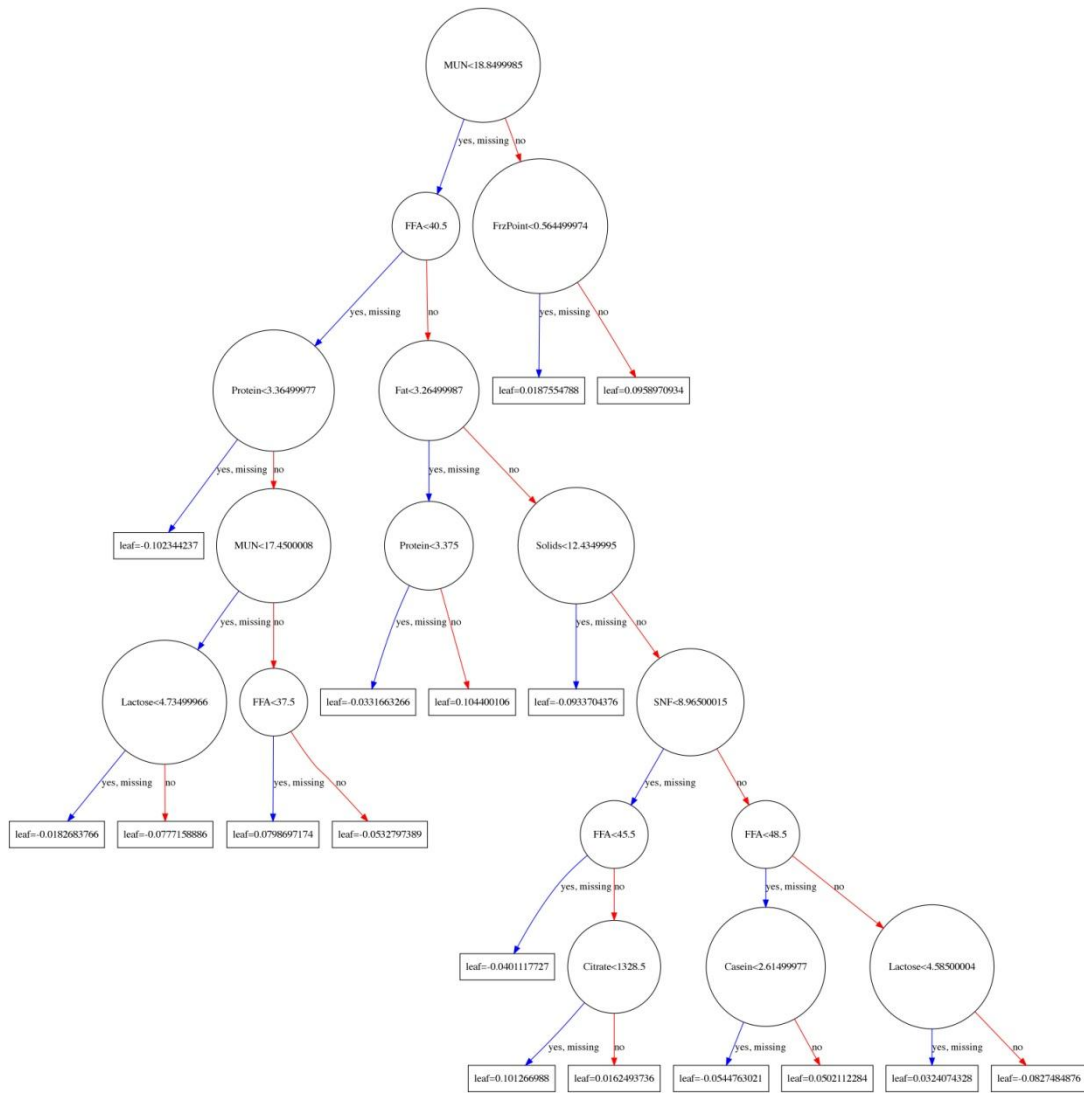 MUN<18.8499985
yes, missing no
FFA<40.5 FrzPoint<0.564499974
yes, missing no yes, missing no
Protein<3.36499977 Fat<3.26499987 leaf=0.0187554788 leaf=0.0958970934
yes, missing no yes, missing no
leaf=-0.102344237 MUN<17.4500008 Protein<3.375 Solids<12.4349995
yes, missing no yes, missing no yes, missing no
Lactose<4.73499966 FFA<37.5 leaf=-0.0331663266 leaf=0.104400106 leaf=-0.0933704376 SNF<8.96500015
yes, missing no yes, missing no yes, missing no
leaf=-0.0182683766 leaf=-0.0777158886 leaf=0.0798697174 leaf=-0.0532797389 FFA<45.5 FFA<48.5
yes, missing no yes, missing no
leaf=-0.0401117727 Citrate<1328.5 Casein<2.61499977 Lactose<4.58500004
yes, missing no yes, missing no yes, missing no
leaf=0.101266988 leaf=0.0162493736 leaf=-0.0544763021 leaf=0.0502112284 leaf=0.0324074328 leaf=-0.0827484876